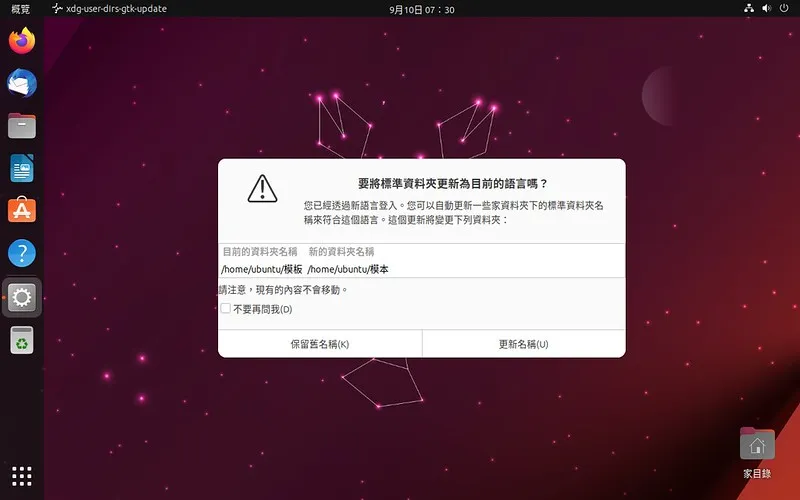 概覽
xdg-user-dirs-gtk-update
9月10日 07：30
要將標準資料夾更新為目前的語言嗎？
您已經透過新語言登入。您可以自動更新一些家資料夾下的標準資料夾名
稱來符合這個語言。這個更新將變更下列資料夾：
目前的資料夾名稱 新的資料夾名稱
/home/ubuntu/模板 /home/ubuntu/模本
請注意，現有的內容不會移動。
不要再問我(D)
保留舊名稱(K)
更新名稱(U)
家目錄